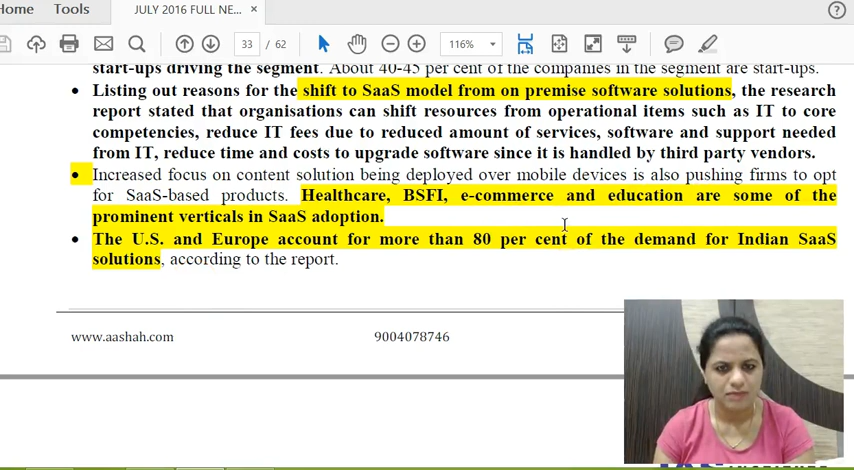 Home Tools JULY 2016 FULL NE... ×
33 / 62 116%
start-ups driving the segment. About 40-45 per cent of the companies in the segment are start-ups.
• Listing out reasons for the shift to SaaS model from on premise software solutions, the research
report stated that organisations can shift resources from operational items such as IT to core
competencies, reduce IT fees due to reduced amount of services, software and support needed
from IT, reduce time and costs to upgrade software since it is handled by third party vendors.
• Increased focus on content solution being deployed over mobile devices is also pushing firms to opt
for SaaS-based products. Healthcare, BSFI, e-commerce and education are some of the
prominent verticals in SaaS adoption.
• The U.S. and Europe account for more than 80 per cent of the demand for Indian SaaS
solutions, according to the report.
www.aashah.com 9004078746